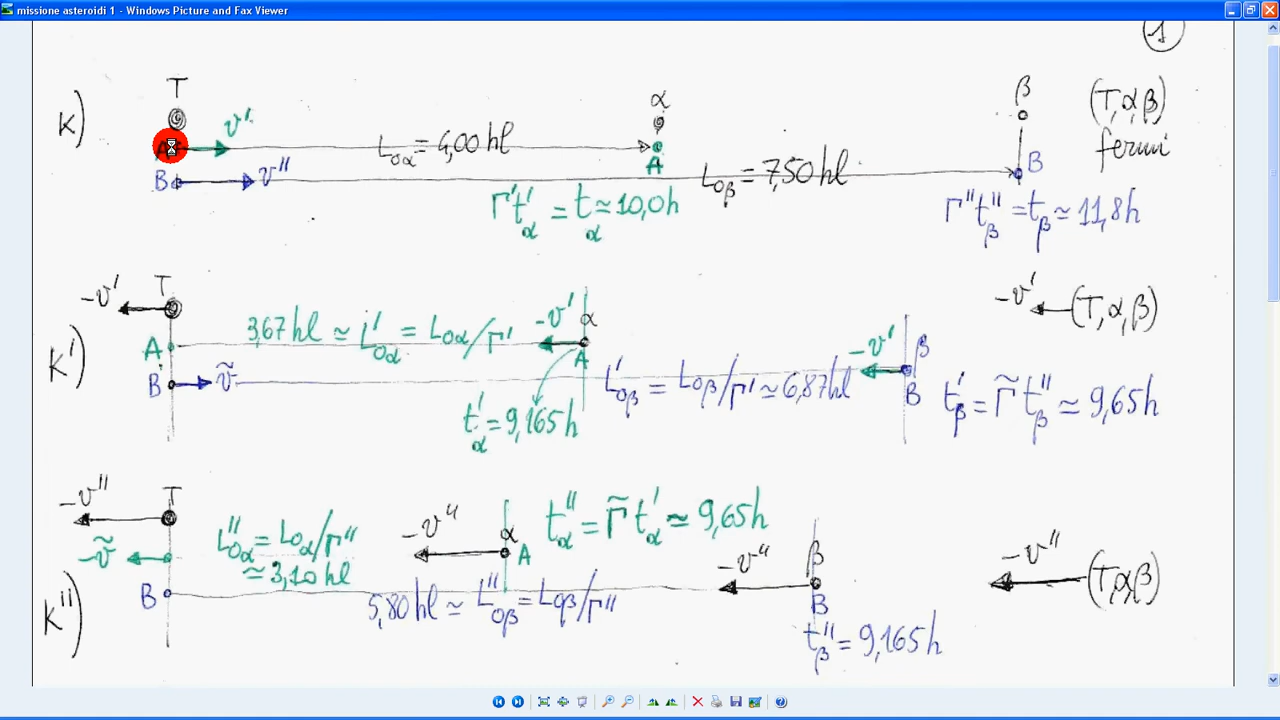 missione asteroidi 1 - Windows Picture and Fax Viewer
1
K)
T
A
v'
B
v''
L₀α = 4,00 hl
α
A
L₀β = 7,50 hl
β
B
(T, α, β)
fermi
Γ't'α = tα ≃ 10,0 h
Γ''t''β = tβ ≃ 11,8 h
K')
-v'
T
A
B
ṽ
3,67 hl ≃ L'₀α = L₀α/Γ'
-v'
α
A
t'α = 9,165 h
L'₀β = L₀β/Γ' ≃ 6,87 hl
-v'
β
B
-v'
(T, α, β)
t'β = Γ̃ t''β ≃ 9,65 h
K'')
-v''
T
-ṽ
B
L''₀α = L₀α/Γ''
≃ 3,10 hl
-v''
α
A
t''α = Γ̃ t'α ≃ 9,65 h
5,80 hl ≃ L''₀β = L₀β/Γ''
-v''
β
B
t''β = 9,165 h
-v''
(T, α, β)